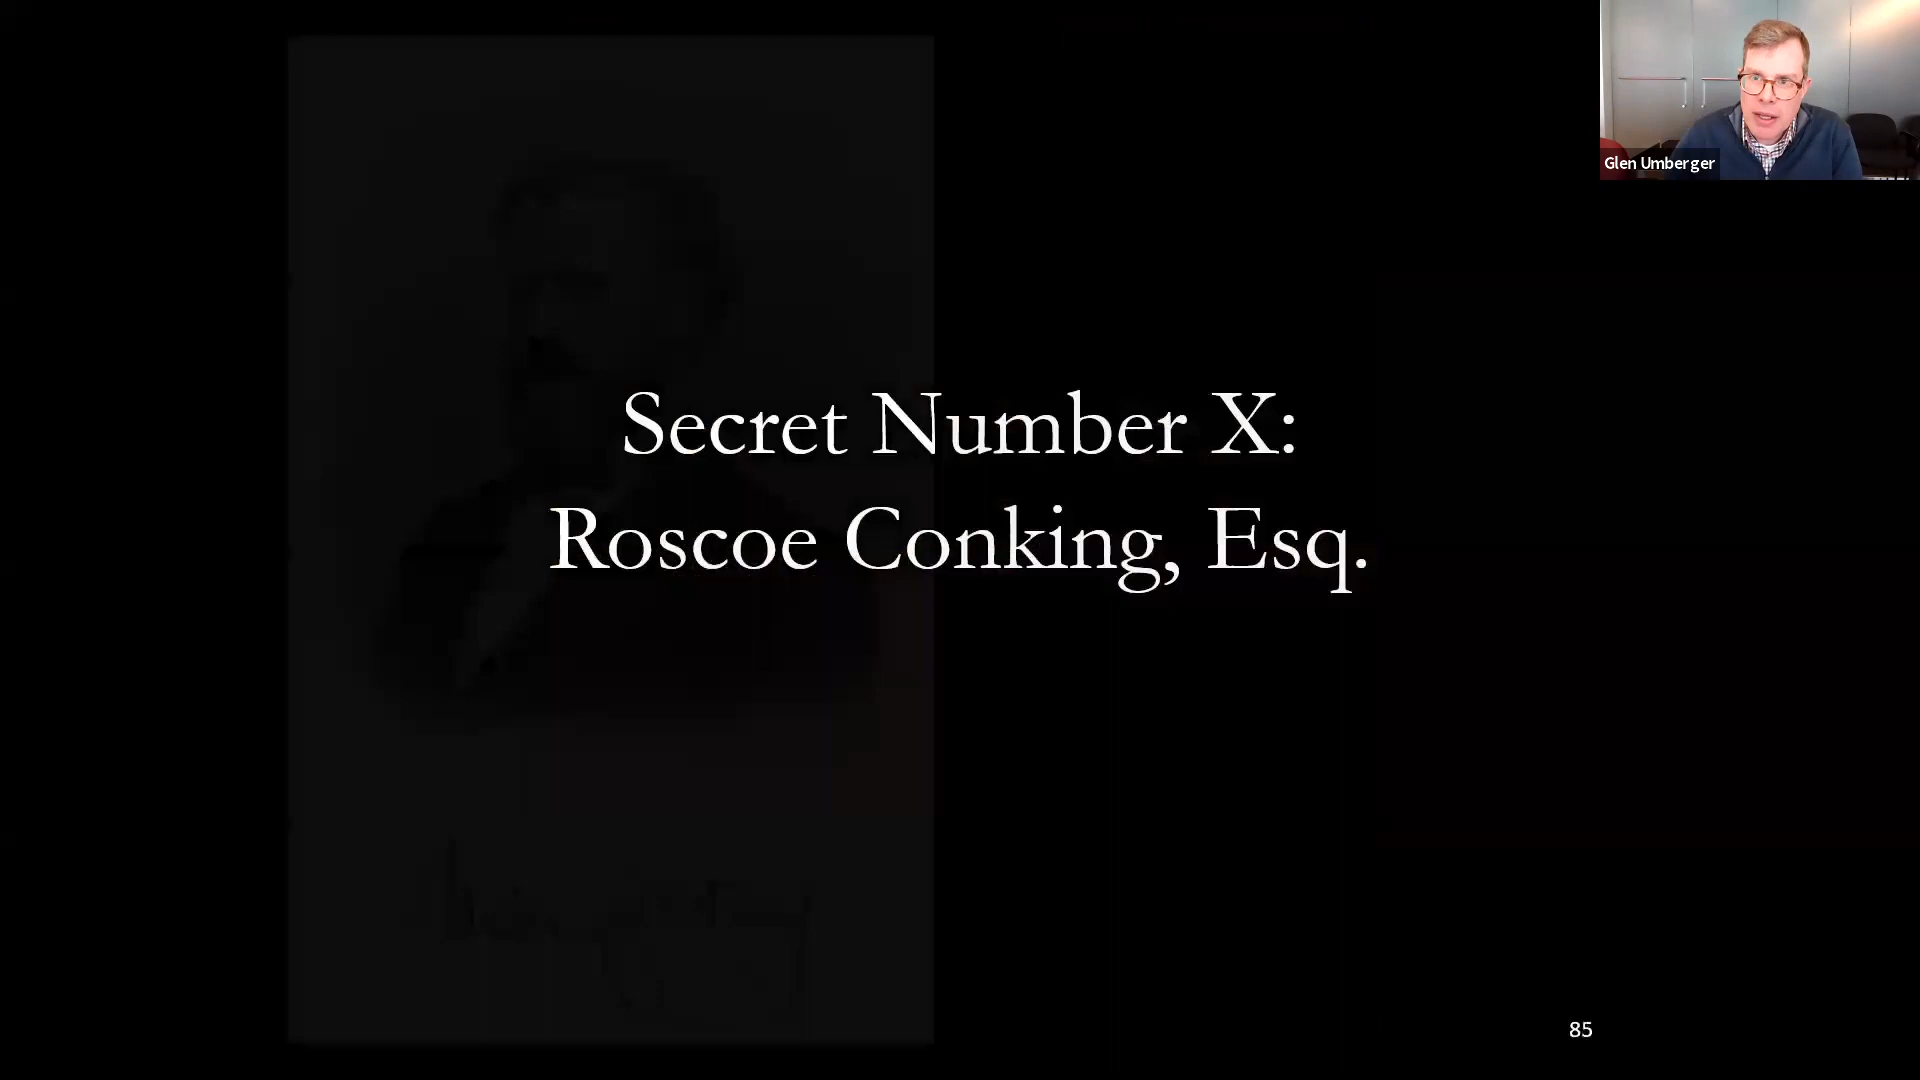 Glen Umberger
Secret Number X:
Roscoe Conking, Esq.
85